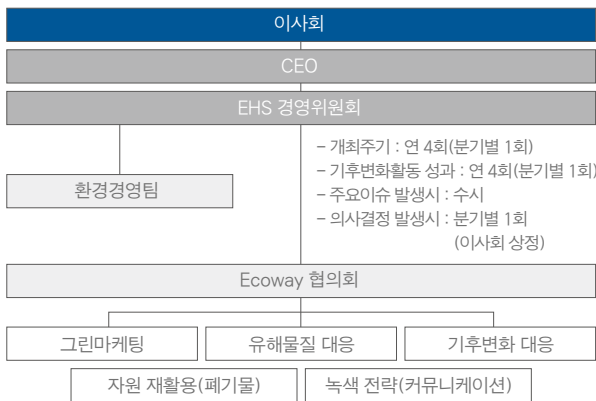 이사회
CEO
EHS 경영위원회
환경경영팀
- 개최주기 : 연 4회(분기별 1회)
- 기후변화활동 성과 : 연 4회(분기별 1회)
- 주요이슈 발생시 : 수시
- 의사결정 발생시 : 분기별 1회
(이사회 상정)
Ecoway 협의회
그린마케팅
유해물질 대응
기후변화 대응
자원 재활용(폐기물)
녹색 전략(커뮤니케이션)